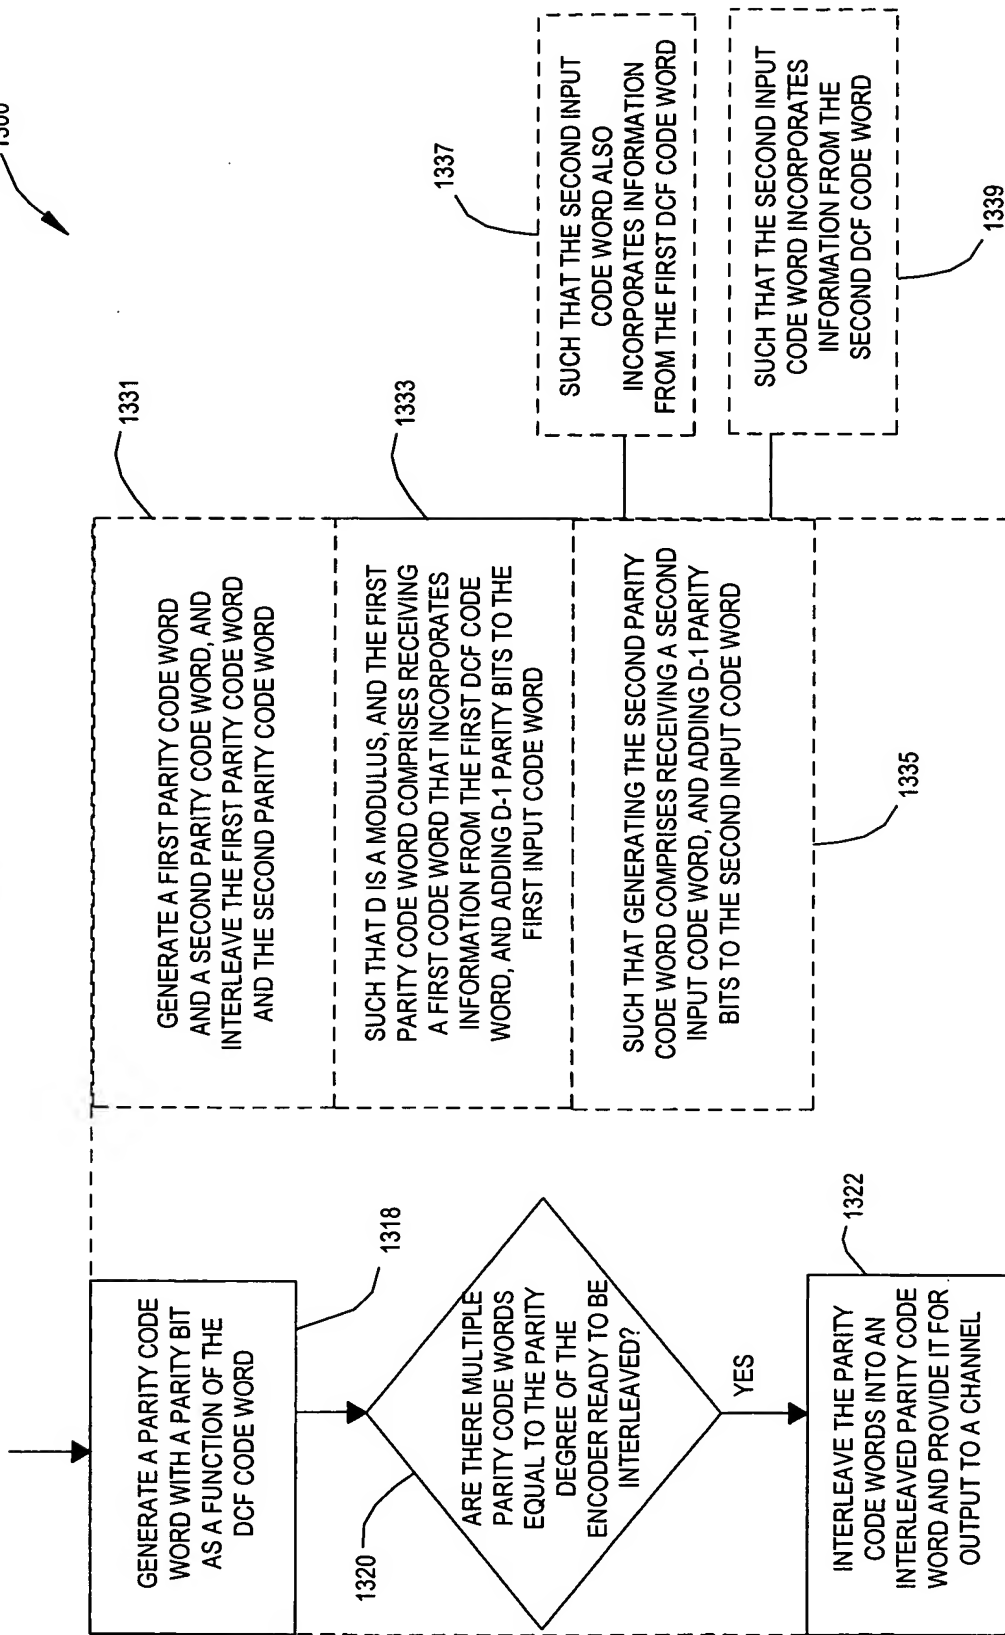 GENERATE A PARITY CODE
WORD WITH A PARITY BIT
AS A FUNCTION OF THE
DCF CODE WORD
1318
ARE THERE MULTIPLE
PARITY CODE WORDS
EQUAL TO THE PARITY
DEGREE OF THE
ENCODER READY TO BE
INTERLEAVED?
1320
YES
INTERLEAVE THE PARITY
CODE WORDS INTO AN
INTERLEAVED PARITY CODE
WORD AND PROVIDE IT FOR
OUTPUT TO A CHANNEL
1322
GENERATE A FIRST PARITY CODE WORD
AND A SECOND PARITY CODE WORD, AND
INTERLEAVE THE FIRST PARITY CODE WORD
AND THE SECOND PARITY CODE WORD
1331
SUCH THAT D IS A MODULUS, AND THE FIRST
PARITY CODE WORD COMPRISES RECEIVING
A FIRST CODE WORD THAT INCORPORATES
INFORMATION FROM THE FIRST DCF CODE
WORD, AND ADDING D-1 PARITY BITS TO THE
FIRST INPUT CODE WORD
1333
SUCH THAT GENERATING THE SECOND PARITY
CODE WORD COMPRISES RECEIVING A SECOND
INPUT CODE WORD, AND ADDING D-1 PARITY
BITS TO THE SECOND INPUT CODE WORD
1335
SUCH THAT THE SECOND INPUT
CODE WORD ALSO
INCORPORATES INFORMATION
FROM THE FIRST DCF CODE WORD
1337
SUCH THAT THE SECOND INPUT
CODE WORD INCORPORATES
INFORMATION FROM THE
SECOND DCF CODE WORD
1339